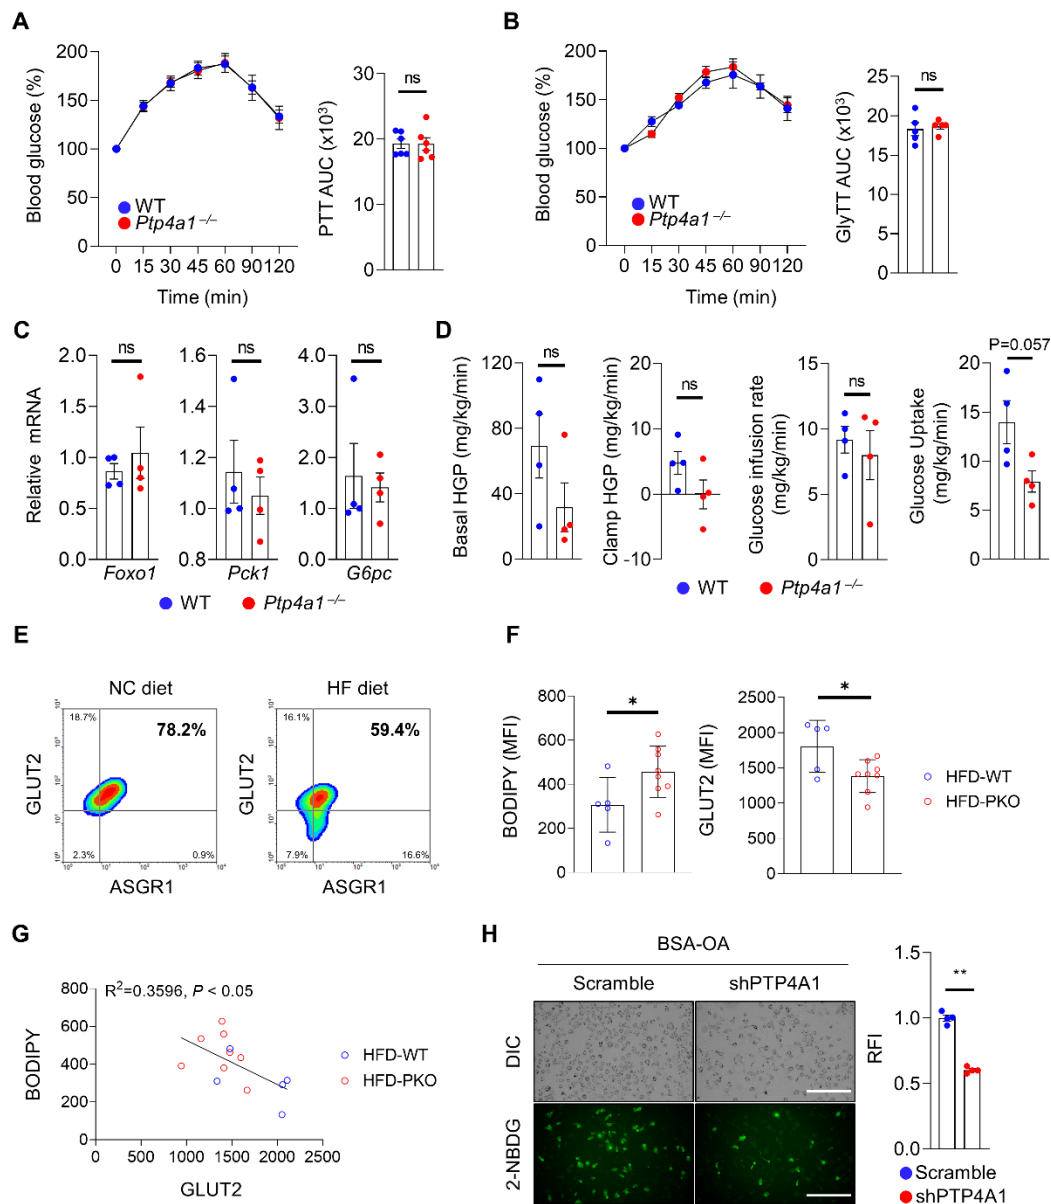 A
Blood glucose (%)
200
150
100
50
0
0 15 30 45 60 90 120
Time (min)
WT
Ptp4a1−/−
PTT AUC (x10³)
30
20
10
0
ns
B
Blood glucose (%)
200
150
100
50
0
0 15 30 45 60 90 120
Time (min)
WT
Ptp4a1−/−
GlyTT AUC (x10³)
25
20
15
10
5
0
ns
C
Relative mRNA
2.0
1.5
1.0
0.5
0.0
ns
Foxo1
1.6
1.4
1.2
1.0
0.8
ns
Pck1
4.0
3.0
2.0
1.0
0.0
ns
G6pc
WT
Ptp4a1−/−
D
Basal HGP (mg/kg/min)
120
80
40
0
ns
Clamp HGP (mg/kg/min)
20
10
0
-10
ns
Glucose infusion rate
(mg/kg/min)
15
10
5
0
ns
Glucose Uptake
(mg/kg/min)
20
15
10
5
0
P=0.057
WT
Ptp4a1−/−
E
NC diet
18.7%
78.2%
2.3%
0.9%
GLUT2
ASGR1
HF diet
16.1%
59.4%
7.9%
16.6%
GLUT2
ASGR1
F
BODIPY (MFI)
800
600
400
200
0
*
GLUT2 (MFI)
2500
2000
1500
1000
500
0
*
HFD-WT
HFD-PKO
G
R²=0.3596, P < 0.05
BODIPY
800
600
400
200
0
0 500 1000 1500 2000 2500
GLUT2
HFD-WT
HFD-PKO
H
BSA-OA
Scramble shPTP4A1
DIC
2-NBDG
RFI
1.5
1.0
0.5
0.0
**
Scramble
shPTP4A1